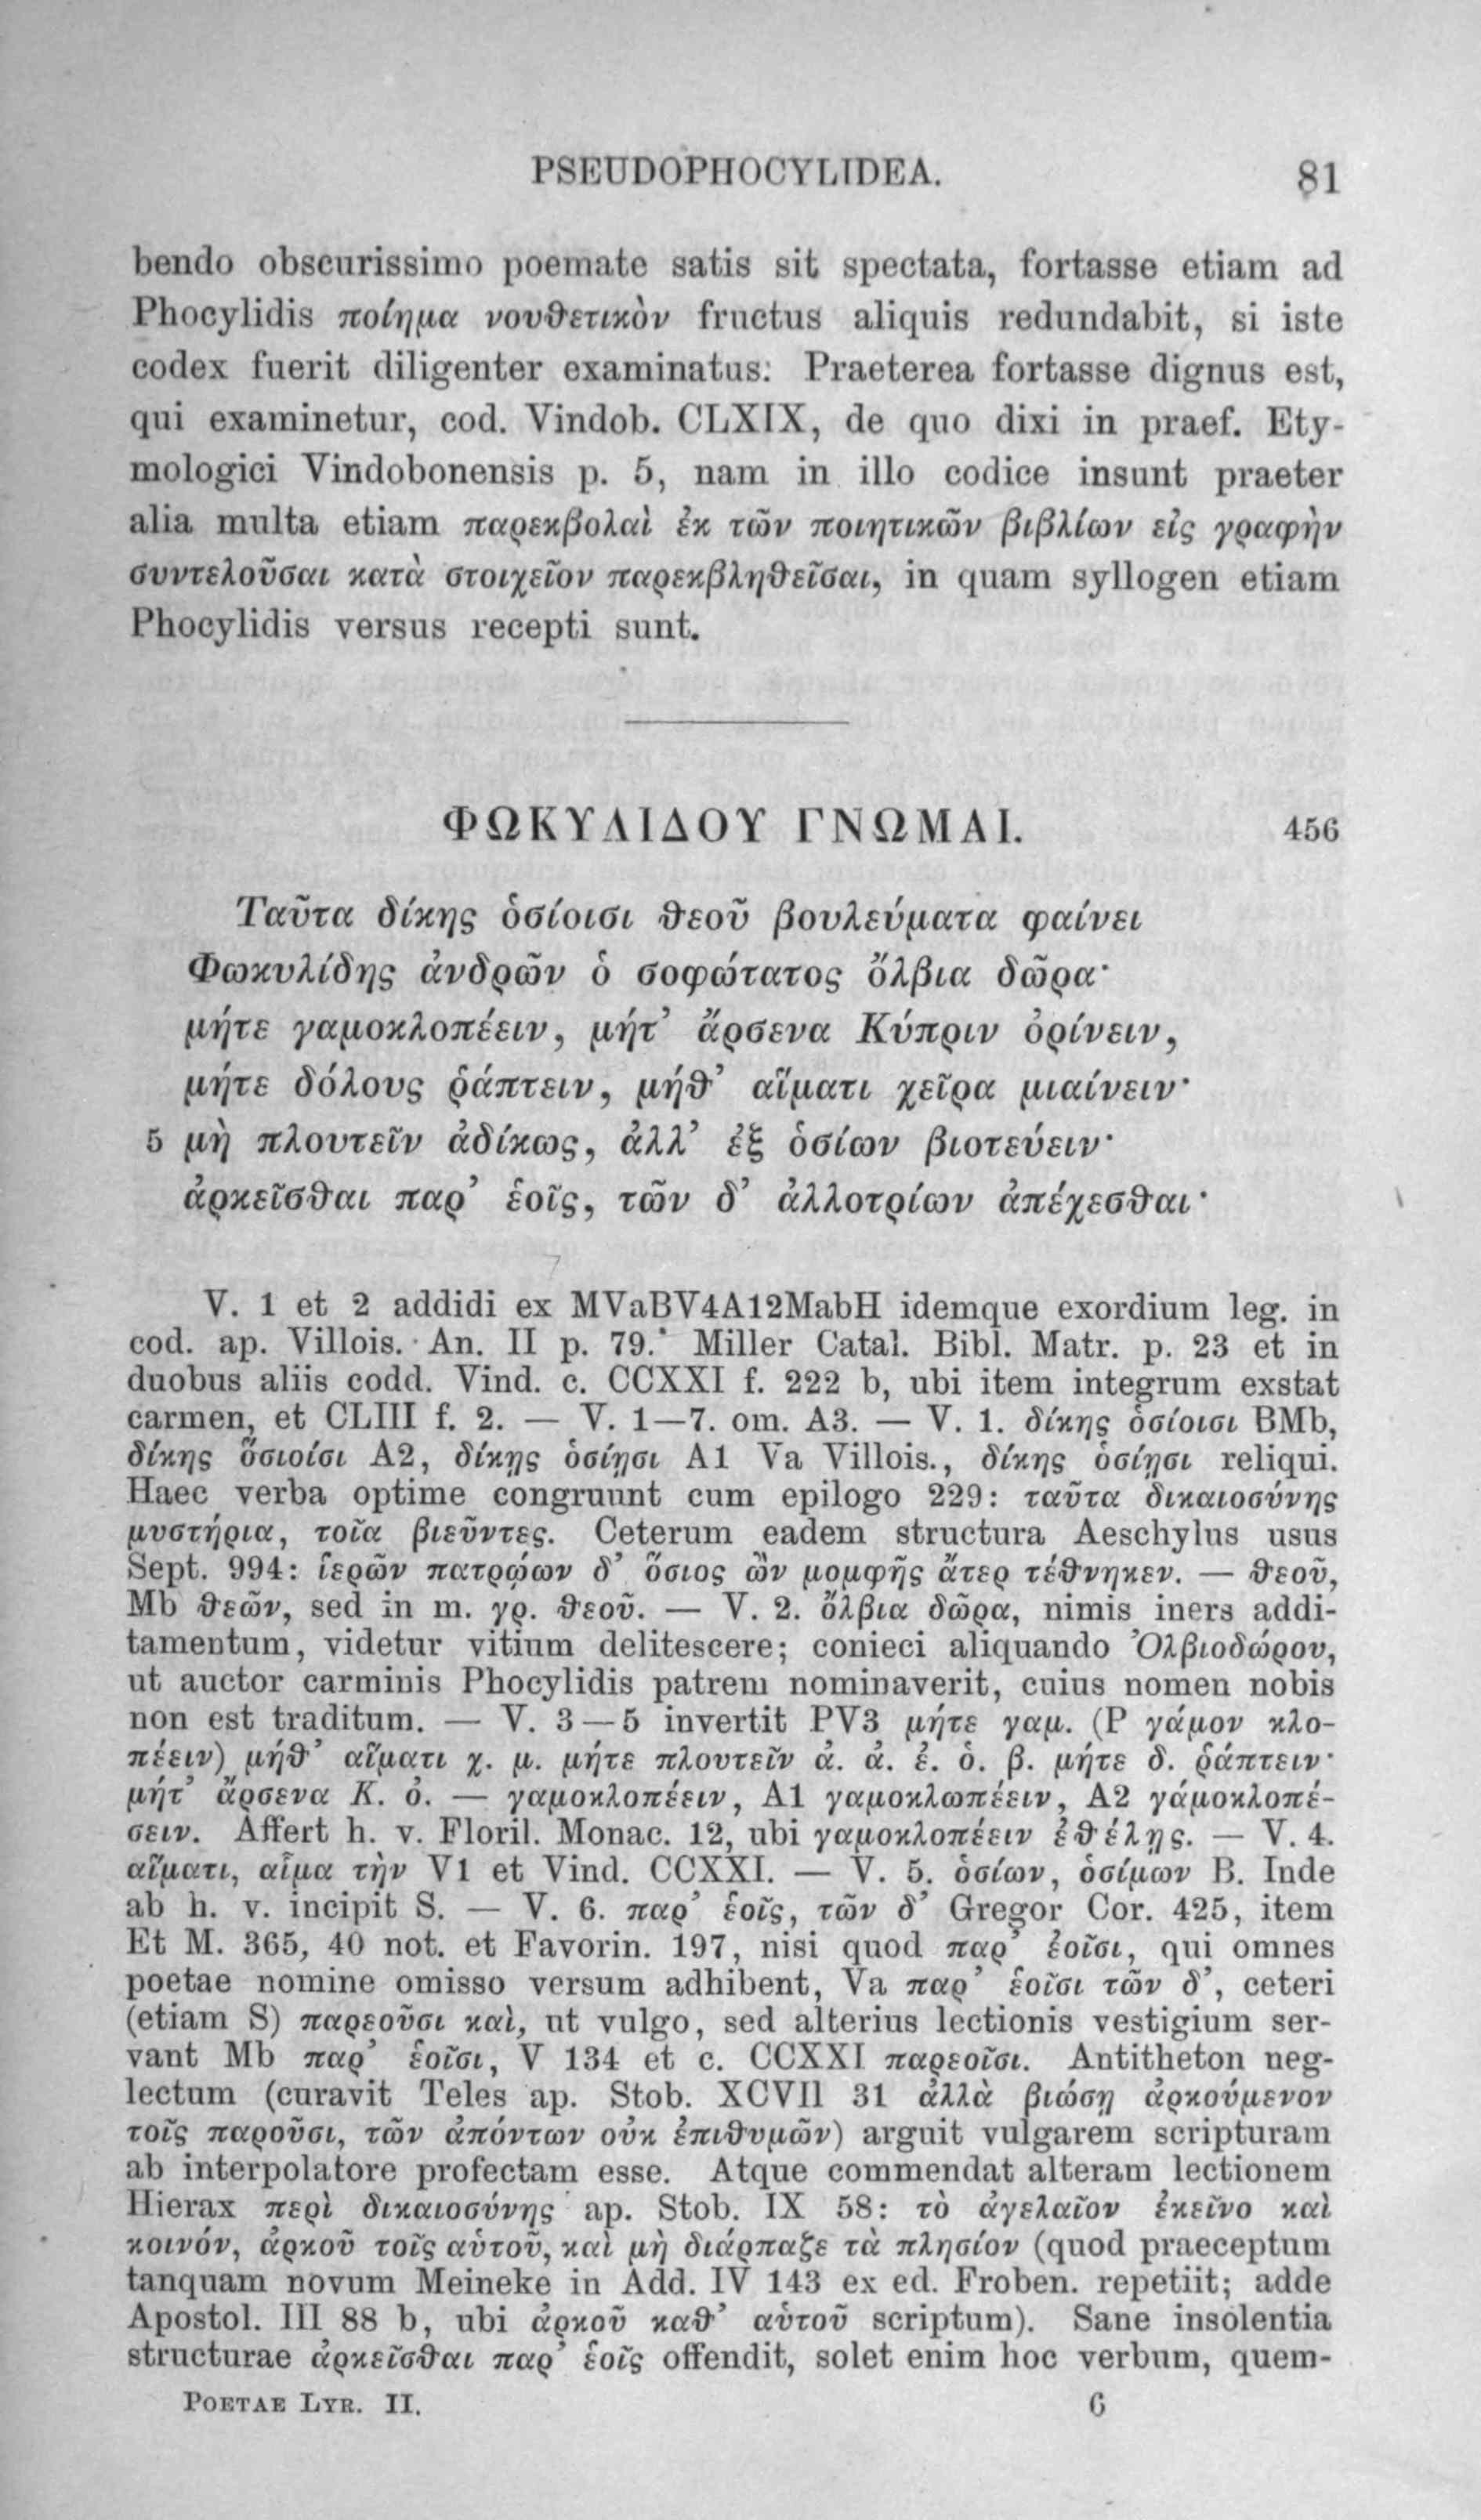 PSEUDOPHOCYLIDEA. 81
bendo obscurissimo poemate satis sit spectata, fortasse etiam ad
Phocylidis ποίημα νουθετικὸν fructus aliquis redundabit, si iste
codex fuerit diligenter examinatus: Praeterea fortasse dignus est,
qui examinetur, cod. Vindob. CLXIX, de quo dixi in praef. Ety-
mologici Vindobonensis p. 5, nam in illo codice insunt praeter
alia multa etiam παρεκβολαὶ ἐκ τῶν ποιητικῶν βιβλίων εἰς γραφὴν
συντελοῦσαι κατὰ στοιχεῖον παρεκβληθεῖσαι, in quam syllogen etiam
Phocylidis versus recepti sunt.
ΦΩΚΥΛΙΔΟΥ ΓΝΩΜΑΙ. 456
Ταῦτα δίκης ὁσίοισι θεοῦ βουλεύματα φαίνει
Φωκυλίδης ἀνδρῶν ὁ σοφώτατος ὄλβια δῶρα·
μήτε γαμοκλοπέειν, μήτ’ ἄρσενα Κύπριν ὀρίνειν,
μήτε δόλους ῥάπτειν, μήθ’ αἵματι χεῖρα μιαίνειν·
5 μὴ πλουτεῖν ἀδίκως, ἀλλ’ ἐξ ὁσίων βιοτεύειν·
ἀρκεῖσθαι παρ’ ἑοῖς, τῶν δ’ ἀλλοτρίων ἀπέχεσθαι·
V. 1 et 2 addidi ex MVaBV4A12MabH idemque exordium leg. in
cod. ap. Villois. An. II p. 79. Miller Catal. Bibl. Matr. p. 23 et in
duobus aliis codd. Vind. c. CCXXI f. 222 b, ubi item integrum exstat
carmen, et CLIII f. 2. — V. 1—7. om. A3. — V. 1. δίκης ὁσίοισι BMb,
δίκης ὅσιοίσι A2, δίκῃς ὁσίῃσι A1 Va Villois., δίκης ὁσίῃσι reliqui.
Haec verba optime congruunt cum epilogo 229: ταῦτα δικαιοσύνης
μυστήρια, τοῖα βιεῦντες. Ceterum eadem structura Aeschylus usus
Sept. 994: ἱερῶν πατρῴων δ’ ὅσιος ὢν μομφῆς ἄτερ τέθνηκεν. — θεοῦ,
Mb θεῶν, sed in m. γρ. θεοῦ. — V. 2. ὄλβια δῶρα, nimis iners addi-
tamentum, videtur vitium delitescere; conieci aliquando Ὀλβιοδώρου,
ut auctor carminis Phocylidis patrem nominaverit, cuius nomen nobis
non est traditum. — V. 3—5 invertit PV3 μήτε γαμ. (P γάμον κλο-
πέειν) μήθ’ αἵματι χ. μ. μήτε πλουτεῖν ἀ. ἀ. ἐ. ὁ. β. μήτε δ. ῥάπτειν·
μήτ’ ἄρσενα Κ. ὀ. — γαμοκλοπέειν, A1 γαμοκλωπέειν, A2 γάμοκλοπέ-
σειν. Affert h. v. Floril. Monac. 12, ubi γαμοκλοπέειν ἐθέλῃς. — V. 4.
αἵματι, αἷμα τὴν V1 et Vind. CCXXI. — V. 5. ὁσίων, ὁσίμων B. Inde
ab h. v. incipit S. — V. 6. παρ’ ἑοῖς, τῶν δ’ Gregor Cor. 425, item
Et M. 365, 40 not. et Favorin. 197, nisi quod παρ’ ἑοῖσι, qui omnes
poetae nomine omisso versum adhibent, Va παρ’ ἑοῖσι τῶν δ’, ceteri
(etiam S) παρεοῦσι καὶ, ut vulgo, sed alterius lectionis vestigium ser-
vant Mb παρ’ ἑοῖσι, V 134 et c. CCXXI παρεοῖσι. Antitheton neg-
lectum (curavit Teles ap. Stob. XCVII 31 ἀλλὰ βιώσῃ ἀρκούμενον
τοῖς παροῦσι, τῶν ἀπόντων οὐκ ἐπιθυμῶν) arguit vulgarem scripturam
ab interpolatore profectam esse. Atque commendat alteram lectionem
Hierax περὶ δικαιοσύνης ap. Stob. IX 58: τὸ ἀγελαῖον ἐκεῖνο καὶ
κοινόν, ἀρκοῦ τοῖς αὑτοῦ, καὶ μὴ διάρπαζε τὰ πλησίον (quod praeceptum
tanquam novum Meineke in Add. IV 143 ex ed. Froben. repetiit; adde
Apostol. III 88 b, ubi ἀρκοῦ καθ’ αὑτοῦ scriptum). Sane insolentia
structurae ἀρκεῖσθαι παρ’ ἑοῖς offendit, solet enim hoc verbum, quem-
POETAE LYR. II. 6